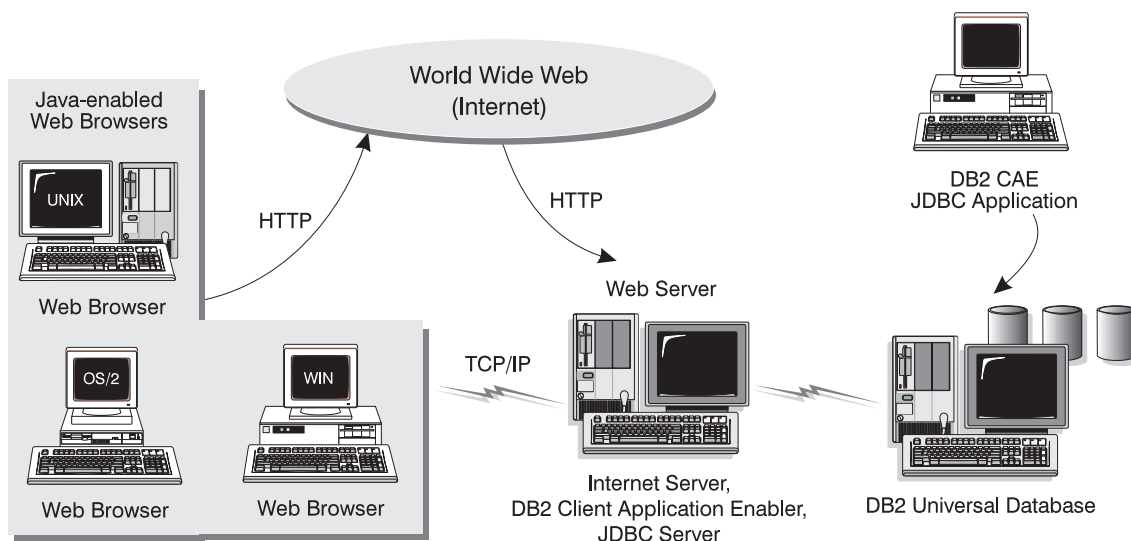 World Wide Web
(Internet)
Java-enabled
Web Browsers
UNIX
Web Browser
HTTP
HTTP
DB2 CAE
JDBC Application
Web Server
OS/2
Web Browser
WIN
Web Browser
TCP/IP
Internet Server,
DB2 Client Application Enabler,
JDBC Server
DB2 Universal Database